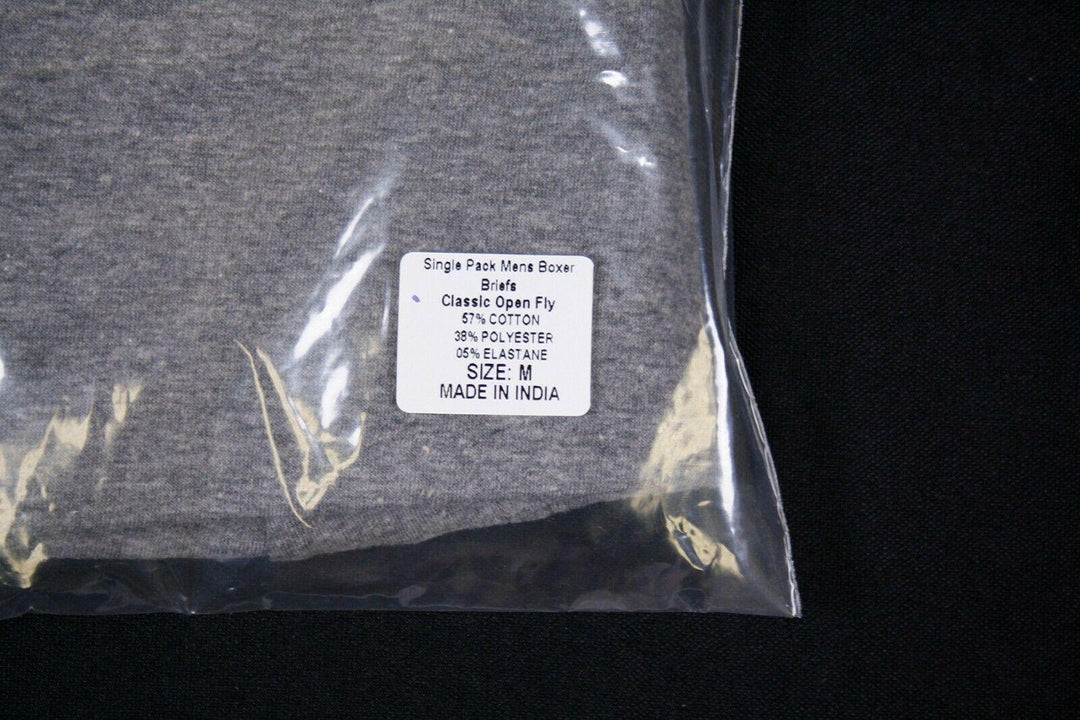 Single Pack Mens Boxer
Briefs
Classic Open Fly
57% COTTON
38% POLYESTER
05% ELASTANE
SIZE: M
MADE IN INDIA